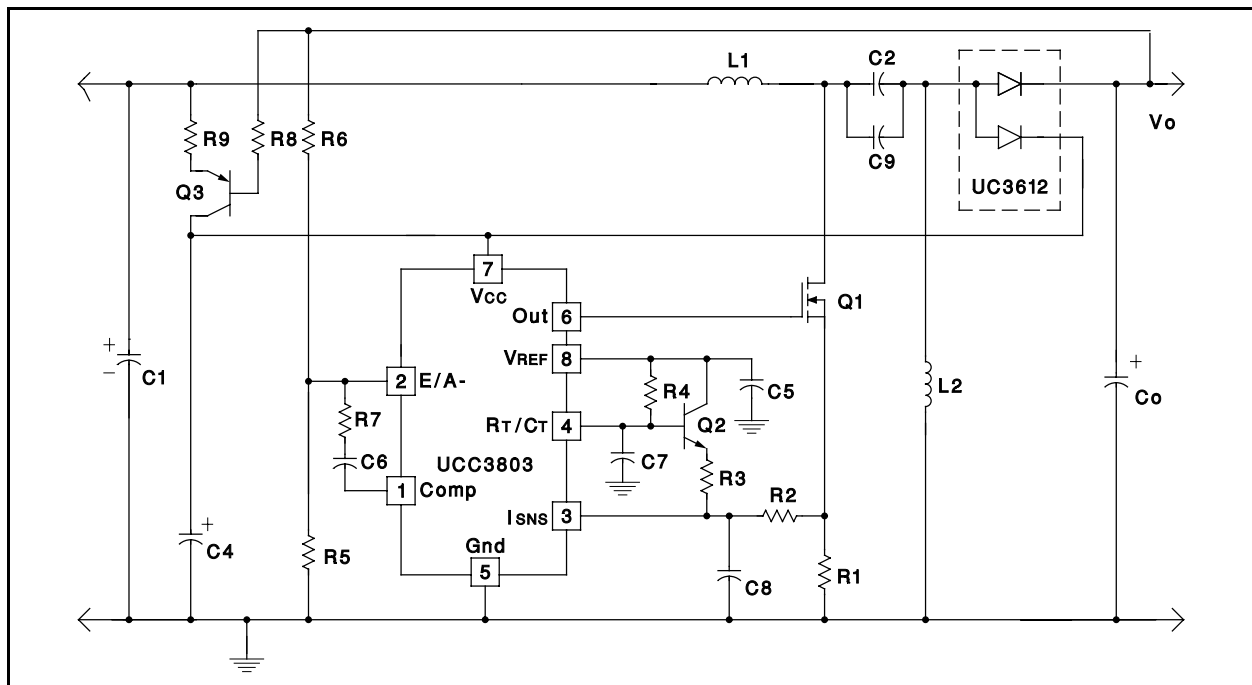 L1
C2
C9
UC3612
Vo
R9
R8
R6
Q3
7
Vcc
Out
6
VREF
8
Q1
2
E/A-
R4
C5
L2
Co
C1
+
-
+
R7
C6
RT/CT
4
Q2
C7
UCC3803
R3
1
Comp
ISNS
3
R2
+
C4
R5
Gnd
5
C8
R1